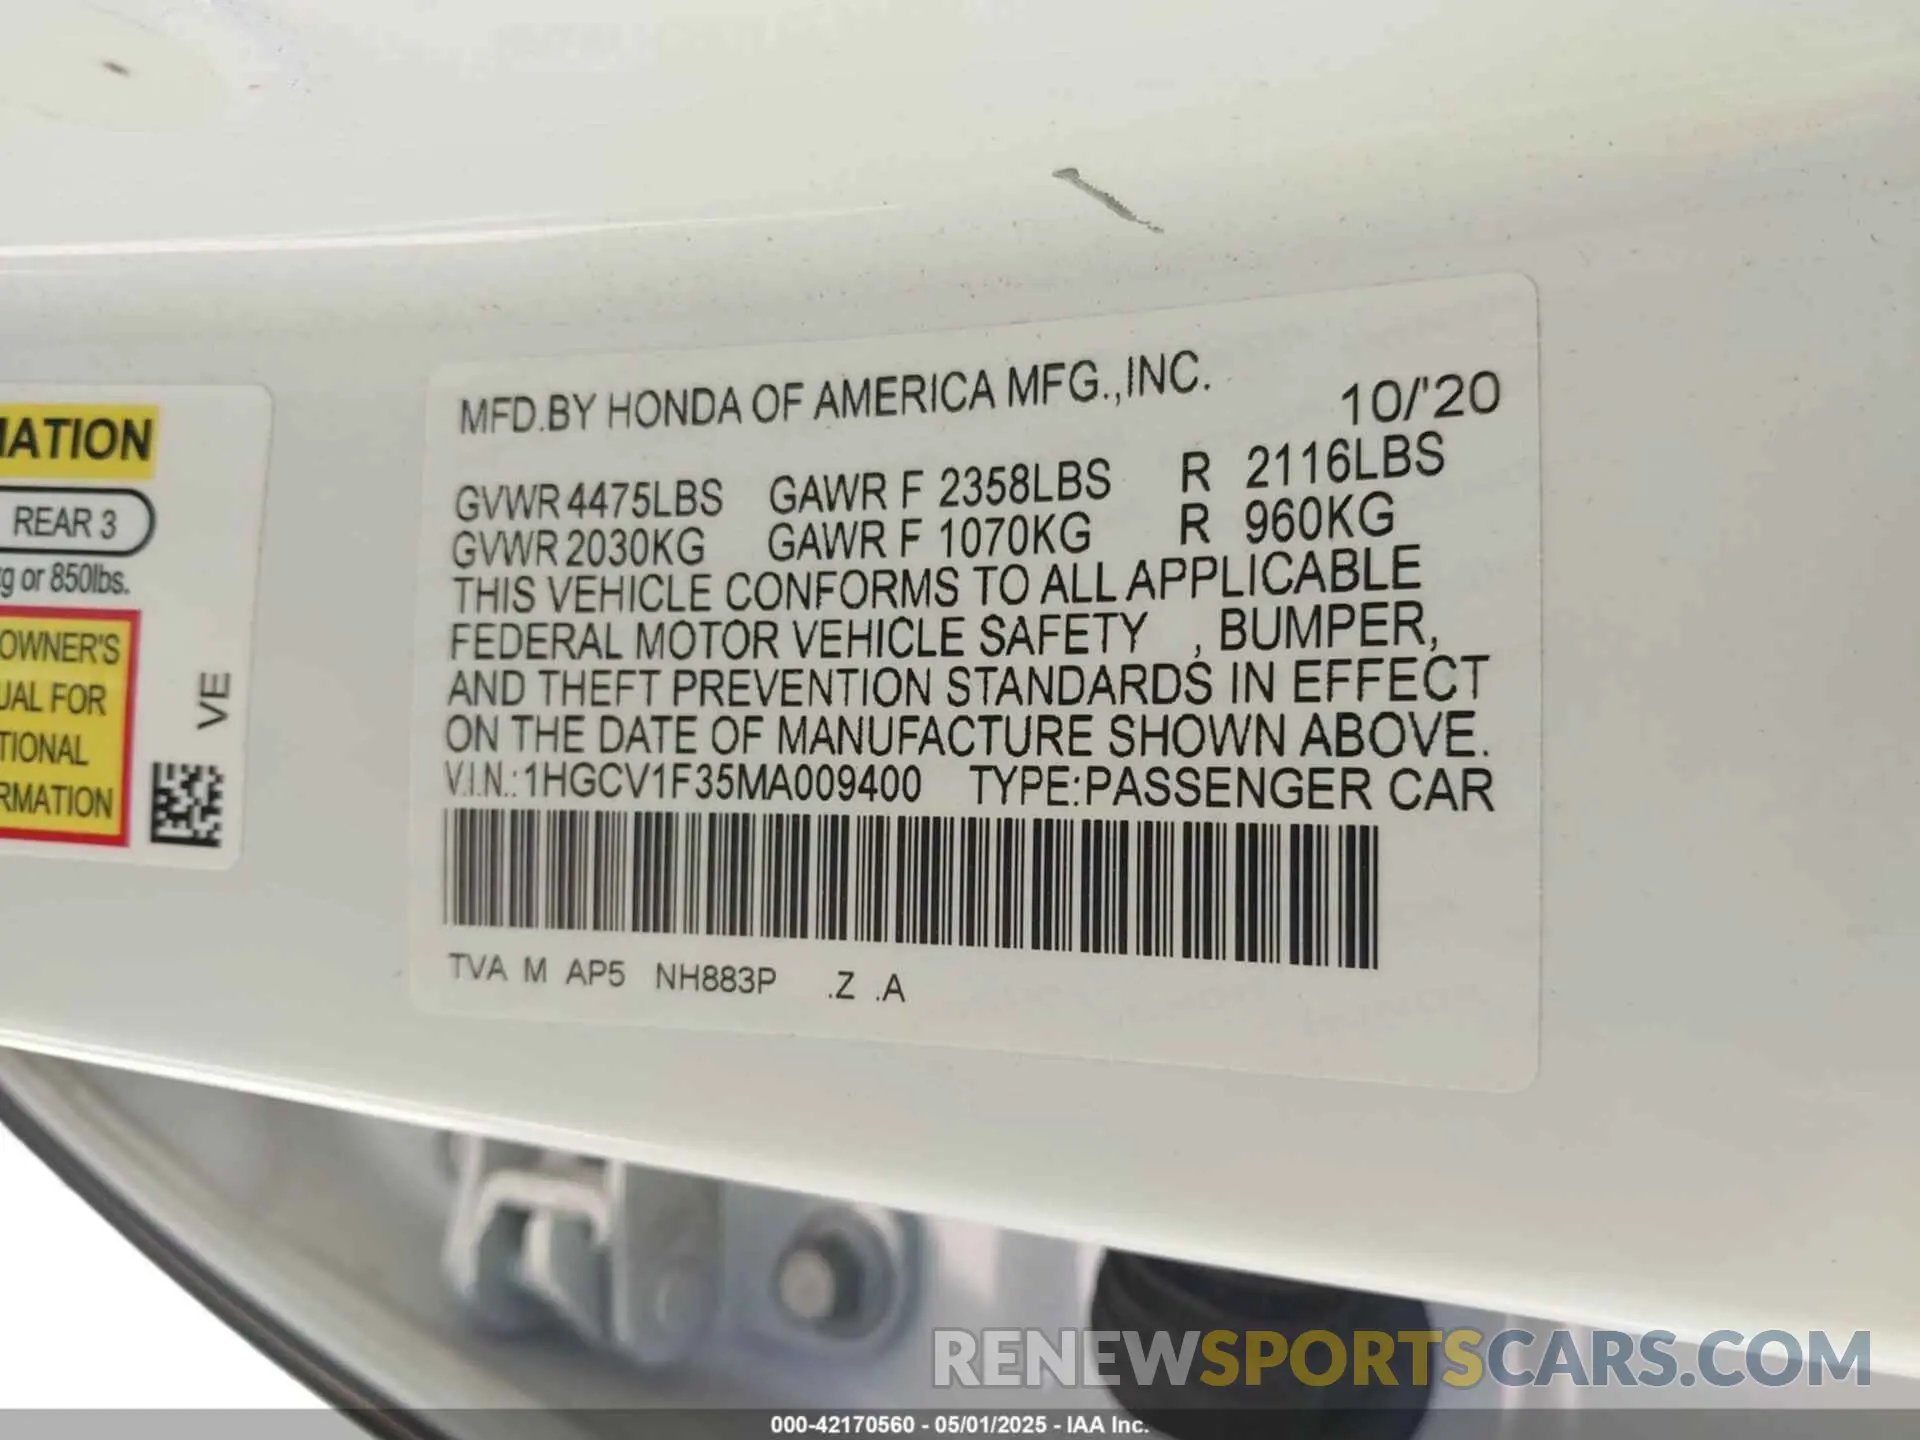 MATION
REAR 3
kg or 850lbs.
OWNER'S
UAL FOR
TIONAL
RMATION
VE
MFD.BY HONDA OF AMERICA MFG.,INC.
10/'20
GVWR 4475LBS GAWR F 2358LBS R 2116LBS
GVWR 2030KG GAWR F 1070KG R 960KG
THIS VEHICLE CONFORMS TO ALL APPLICABLE
FEDERAL MOTOR VEHICLE SAFETY , BUMPER,
AND THEFT PREVENTION STANDARDS IN EFFECT
ON THE DATE OF MANUFACTURE SHOWN ABOVE.
V.I.N.: 1HGCV1F35MA009400 TYPE:PASSENGER CAR
TVA M AP5 NH883P .Z .A
RENEWSPORTSCARS.COM
000-42170560 - 05/01/2025 - IAA Inc.